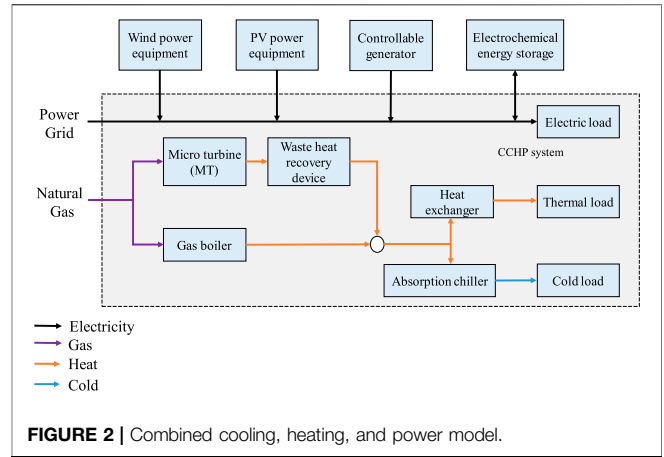 Wind power
equipment
PV power
equipment
Controllable
generator
Electrochemical
energy storage
Power
Grid
Electric load
CCHP system
Micro turbine
(MT)
Waste heat
recovery
device
Natural
Gas
Heat
exchanger
Thermal load
Gas boiler
Absorption chiller
Cold load
Electricity
Gas
Heat
Cold
FIGURE 2 | Combined cooling, heating, and power model.